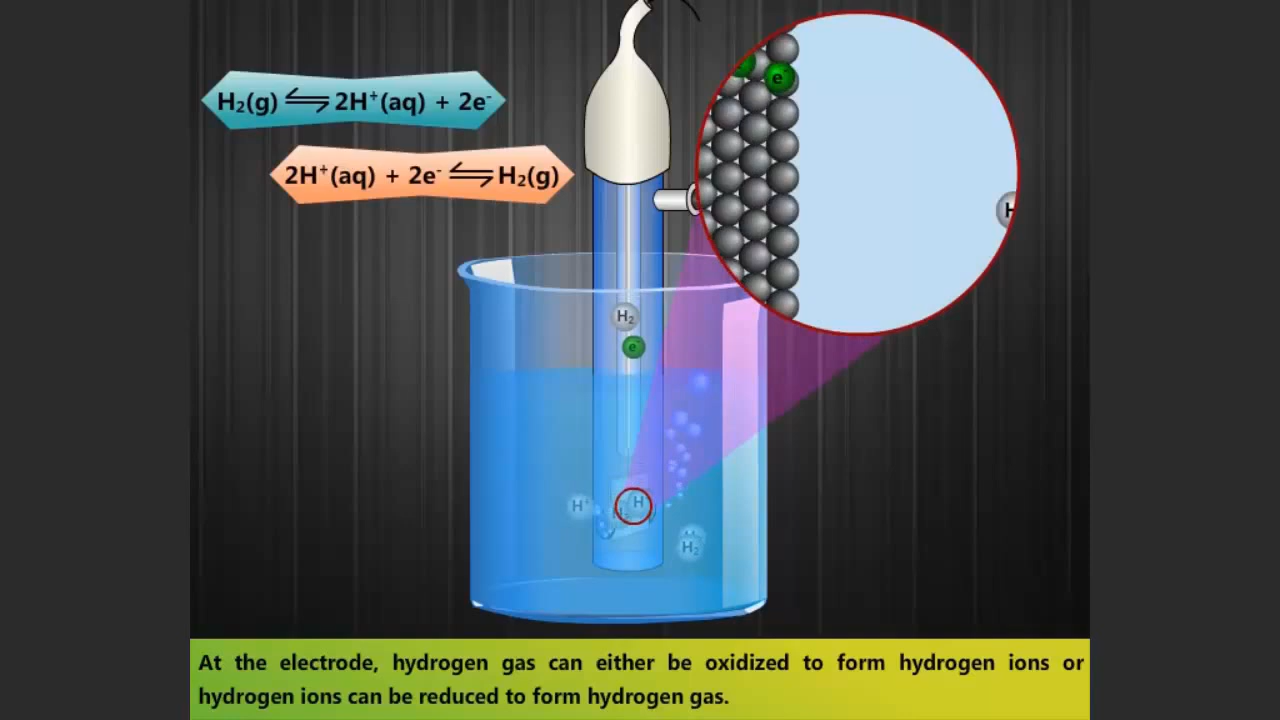 H₂(g) ⇌ 2H⁺(aq) + 2e⁻
2H⁺(aq) + 2e⁻ ⇌ H₂(g)
e⁻
H
H₂
e⁻
H⁺
H
H₂
At the electrode, hydrogen gas can either be oxidized to form hydrogen ions or
hydrogen ions can be reduced to form hydrogen gas.